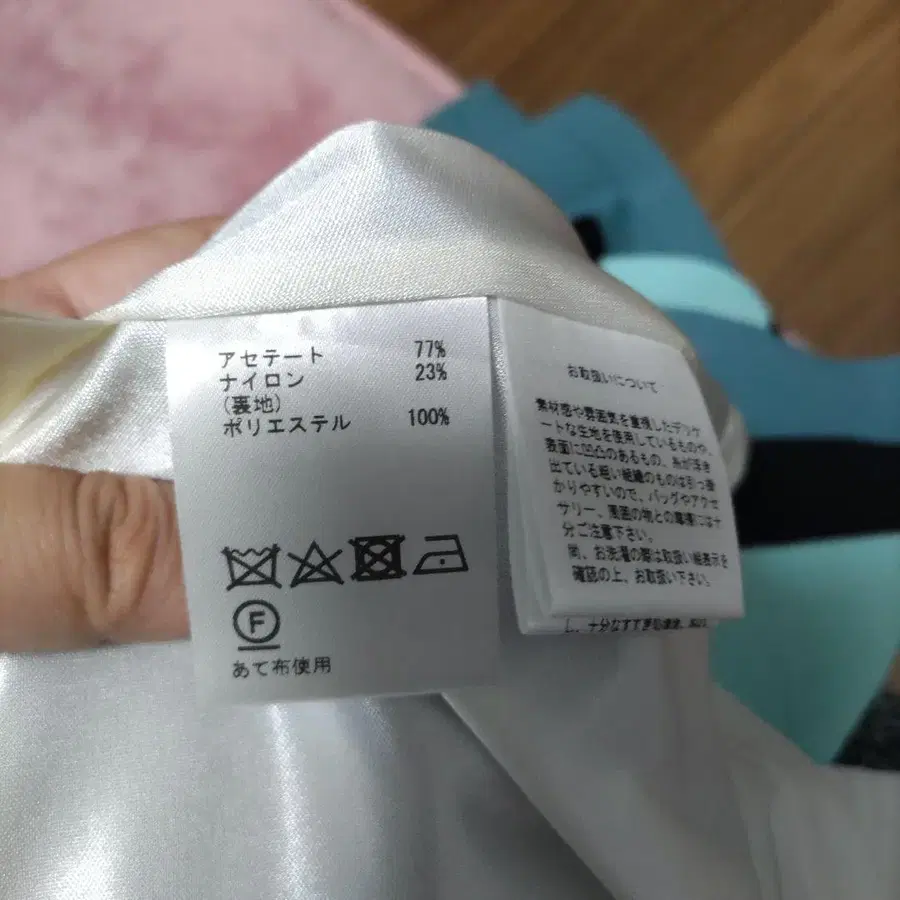 アセテート 77%
ナイロン 23%
(裏地)
ポリエステル 100%
F
あて布使用
お取扱いについて
素材感や雰囲気を重視したデリケ
ートな生地を使用しているものや、
表面に凹凸のあるもの、糸が浮き
出ている粗い組織のものは引っ掛
かりやすいので、バッグやアクセ
サリー、周囲の物との摩擦には十
分ご注意下さい。
尚、お洗濯の際は取扱い絵表示を
確認の上、お取扱い下さい。